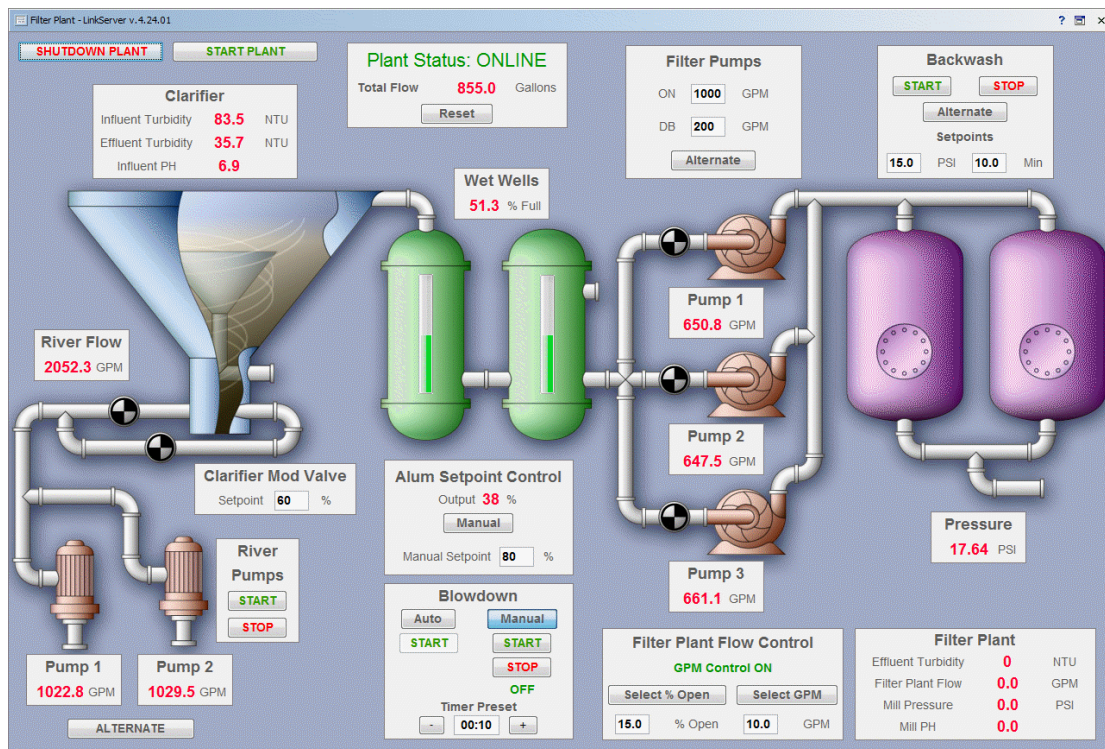 Filter Plant - LinkServer v.4.24.01
?
SHUTDOWN PLANT
START PLANT
Plant Status: ONLINE
Total Flow 855.0 Gallons
Reset
Filter Pumps
ON 1000 GPM
DB 200 GPM
Alternate
Backwash
START STOP
Alternate
Setpoints
15.0 PSI 10.0 Min
Clarifier
Influent Turbidity 83.5 NTU
Effluent Turbidity 35.7 NTU
Influent PH 6.9
Wet Wells
51.3 % Full
River Flow
2052.3 GPM
Pump 1
650.8 GPM
Pump 2
647.5 GPM
Pump 3
661.1 GPM
Clarifier Mod Valve
Setpoint 60 %
Alum Setpoint Control
Output 38 %
Manual
Manual Setpoint 80 %
Pressure
17.64 PSI
River
Pumps
START
STOP
Pump 1
1022.8 GPM
Pump 2
1029.5 GPM
ALTERNATE
Blowdown
Auto Manual
START START
STOP
OFF
Timer Preset
- 00:10 +
Filter Plant Flow Control
GPM Control ON
Select % Open Select GPM
15.0 % Open 10.0 GPM
Filter Plant
Effluent Turbidity 0 NTU
Filter Plant Flow 0.0 GPM
Mill Pressure 0.0 PSI
Mill PH 0.0